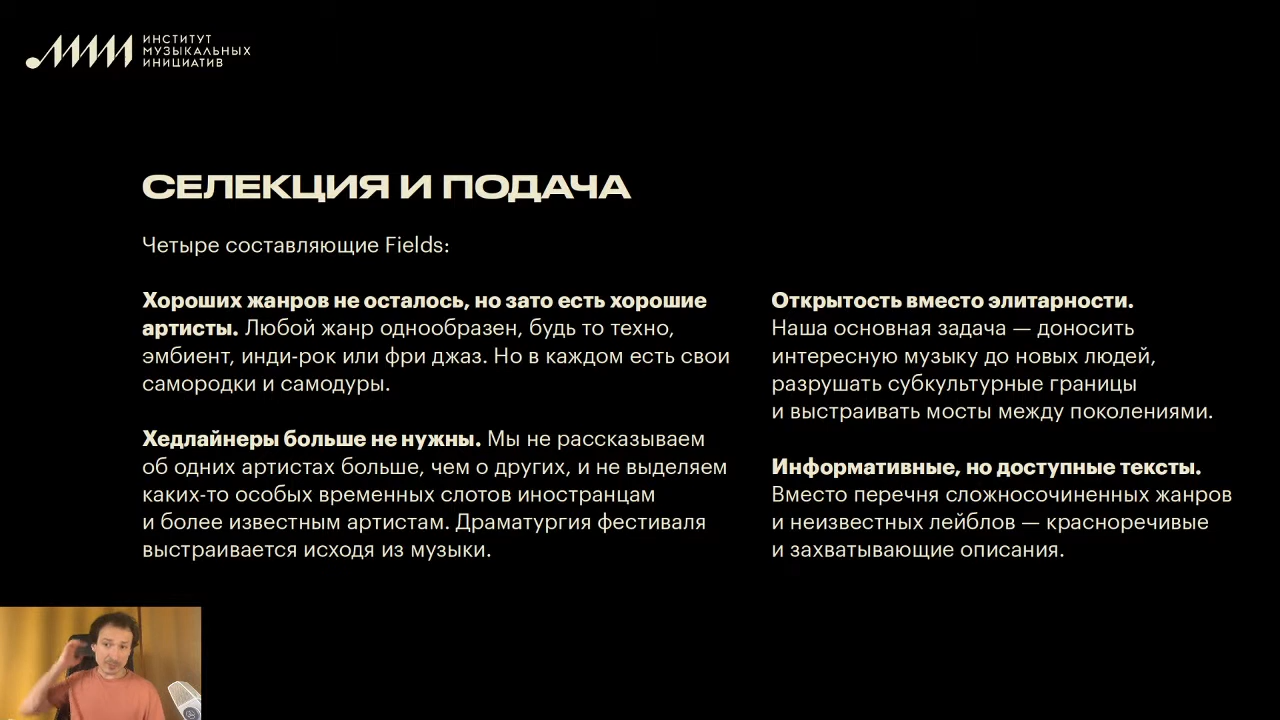 ИНСТИТУТ
МУЗЫКАЛЬНЫХ
ИНИЦИАТИВ
СЕЛЕКЦИЯ И ПОДАЧА
Четыре составляющие Fields:
Хороших жанров не осталось, но зато есть хорошие
артисты. Любой жанр однообразен, будь то техно,
эмбиент, инди-рок или фри джаз. Но в каждом есть свои
самородки и самодуры.
Хедлайнеры больше не нужны. Мы не рассказываем
об одних артистах больше, чем о других, и не выделяем
каких-то особых временных слотов иностранцам
и более известным артистам. Драматургия фестиваля
выстраивается исходя из музыки.
Открытость вместо элитарности.
Наша основная задача — доносить
интересную музыку до новых людей,
разрушать субкультурные границы
и выстраивать мосты между поколениями.
Информативные, но доступные тексты.
Вместо перечня сложносочиненных жанров
и неизвестных лейблов — красноречивые
и захватывающие описания.